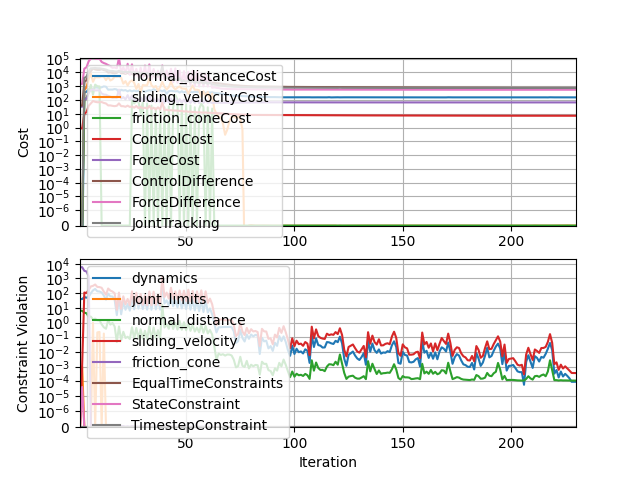 10^5
10^4
10^3
10^2
10^1
10^0
10^−1
10^−2
10^−3
10^−4
10^−5
10^−6
0
Cost
normal_distanceCost
sliding_velocityCost
friction_coneCost
ControlCost
ForceCost
ControlDifference
ForceDifference
JointTracking
50
100
150
200
10^4
10^3
10^2
10^1
10^0
10^−1
10^−2
10^−3
10^−4
10^−5
10^−6
0
Constraint Violation
dynamics
joint_limits
normal_distance
sliding_velocity
friction_cone
EqualTimeConstraints
StateConstraint
TimestepConstraint
50
100
150
200
Iteration